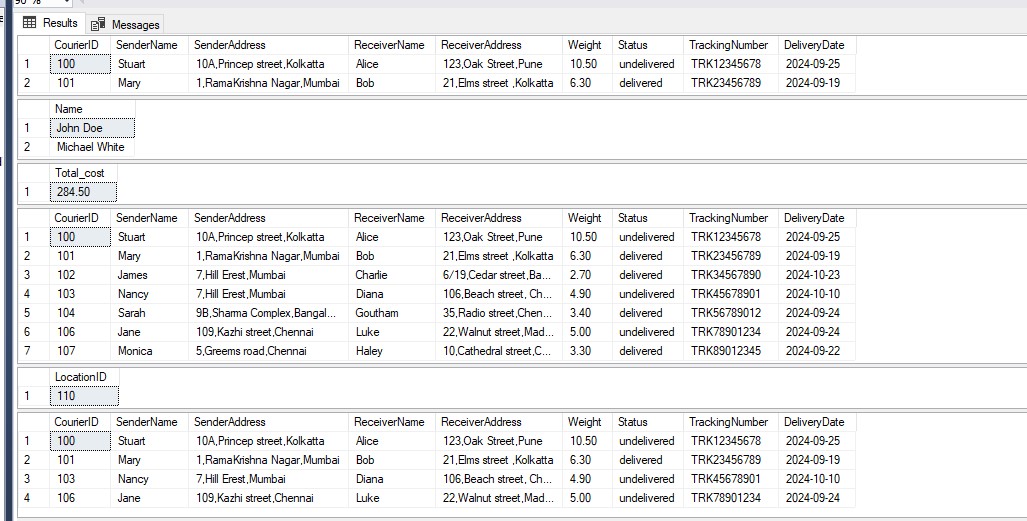 90 %
Results Messages
CourierID SenderName SenderAddress ReceiverName ReceiverAddress Weight Status TrackingNumber DeliveryDate
1 100 Stuart 10A,Princep street,Kolkatta Alice 123,Oak Street,Pune 10.50 undelivered TRK12345678 2024-09-25
2 101 Mary 1,RamaKrishna Nagar,Mumbai Bob 21,Elms street ,Kolkatta 6.30 delivered TRK23456789 2024-09-19
Name
1 John Doe
2 Michael White
Total_cost
1 284.50
CourierID SenderName SenderAddress ReceiverName ReceiverAddress Weight Status TrackingNumber DeliveryDate
1 100 Stuart 10A,Princep street,Kolkatta Alice 123,Oak Street,Pune 10.50 undelivered TRK12345678 2024-09-25
2 101 Mary 1,RamaKrishna Nagar,Mumbai Bob 21,Elms street ,Kolkatta 6.30 delivered TRK23456789 2024-09-19
3 102 James 7,Hill Erest,Mumbai Charlie 6/19,Cedar street,Ba... 2.70 delivered TRK34567890 2024-10-23
4 103 Nancy 7,Hill Erest,Mumbai Diana 106,Beach street, Ch... 4.90 undelivered TRK45678901 2024-10-10
5 104 Sarah 9B,Sharma Complex,Bangal... Goutham 35,Radio street,Chen... 3.40 delivered TRK56789012 2024-09-24
6 106 Jane 109,Kazhi street,Chennai Luke 22,Walnut street,Mad... 5.00 undelivered TRK78901234 2024-09-24
7 107 Monica 5,Greems road,Chennai Haley 10,Cathedral street,C... 3.30 delivered TRK89012345 2024-09-22
LocationID
1 110
CourierID SenderName SenderAddress ReceiverName ReceiverAddress Weight Status TrackingNumber DeliveryDate
1 100 Stuart 10A,Princep street,Kolkatta Alice 123,Oak Street,Pune 10.50 undelivered TRK12345678 2024-09-25
2 101 Mary 1,RamaKrishna Nagar,Mumbai Bob 21,Elms street ,Kolkatta 6.30 delivered TRK23456789 2024-09-19
3 103 Nancy 7,Hill Erest,Mumbai Diana 106,Beach street, Ch... 4.90 undelivered TRK45678901 2024-10-10
4 106 Jane 109,Kazhi street,Chennai Luke 22,Walnut street,Mad... 5.00 undelivered TRK78901234 2024-09-24